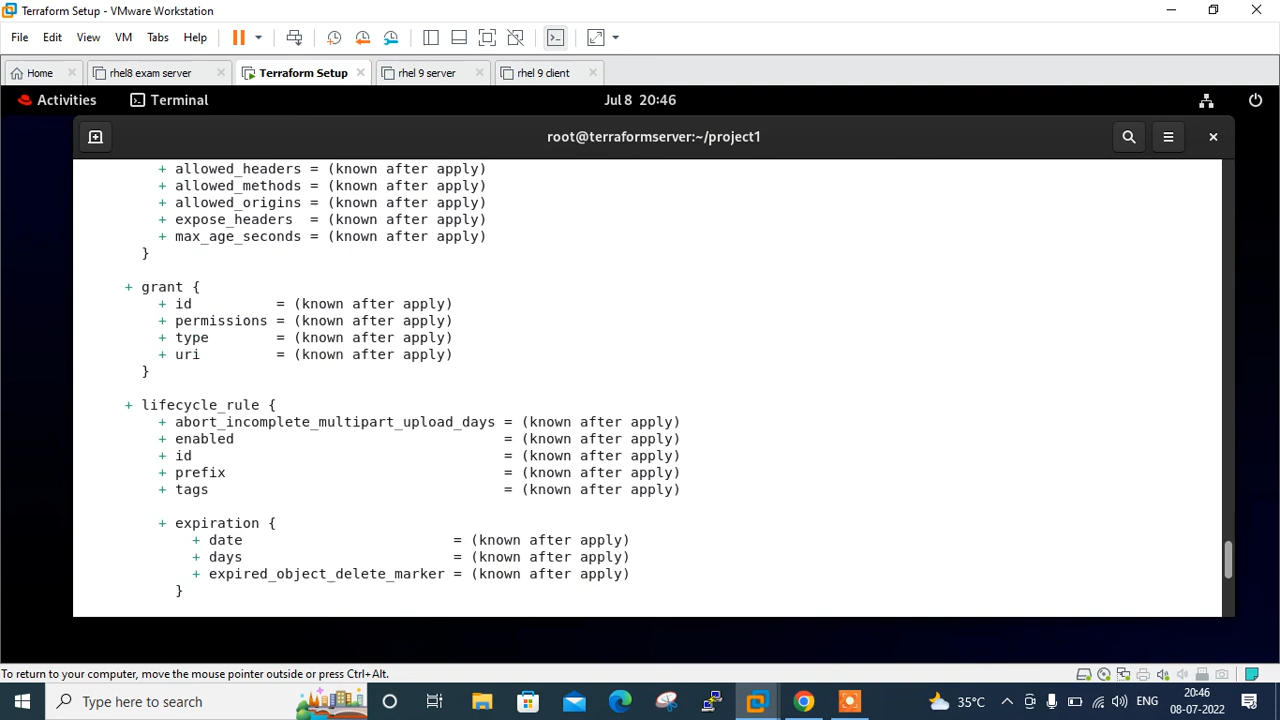 Terraform Setup - VMware Workstation
File Edit View VM Tabs Help
Home rhel8 exam server Terraform Setup rhel 9 server rhel 9 client
Activities Terminal Jul 8 20:46
root@terraformserver:~/project1
+ allowed_headers = (known after apply)
+ allowed_methods = (known after apply)
+ allowed_origins = (known after apply)
+ expose_headers = (known after apply)
+ max_age_seconds = (known after apply)
}
+ grant {
+ id = (known after apply)
+ permissions = (known after apply)
+ type = (known after apply)
+ uri = (known after apply)
}
+ lifecycle_rule {
+ abort_incomplete_multipart_upload_days = (known after apply)
+ enabled = (known after apply)
+ id = (known after apply)
+ prefix = (known after apply)
+ tags = (known after apply)
+ expiration {
+ date = (known after apply)
+ days = (known after apply)
+ expired_object_delete_marker = (known after apply)
}
To return to your computer, move the mouse pointer outside or press Ctrl+Alt.
Type here to search 35°C ENG 20:46
08-07-2022